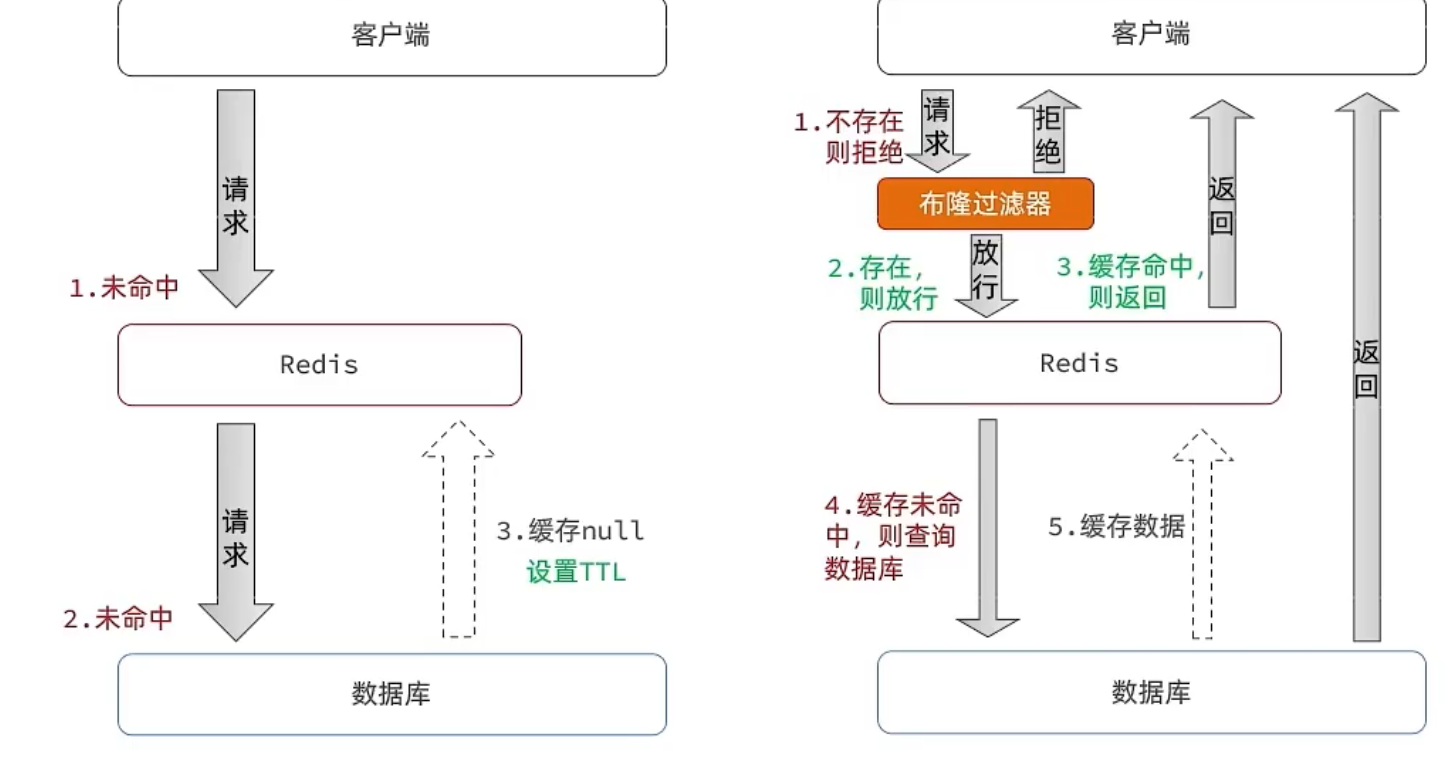 客户端
请求
1.未命中
Redis
请求
3.缓存null
设置TTL
2.未命中
数据库
客户端
1.不存在
则拒绝
请求
拒绝
布隆过滤器
2.存在,
则放行
放行
3.缓存命中,
则返回
返回
Redis
返回
4.缓存未命
中, 则查询
数据库
5.缓存数据
数据库